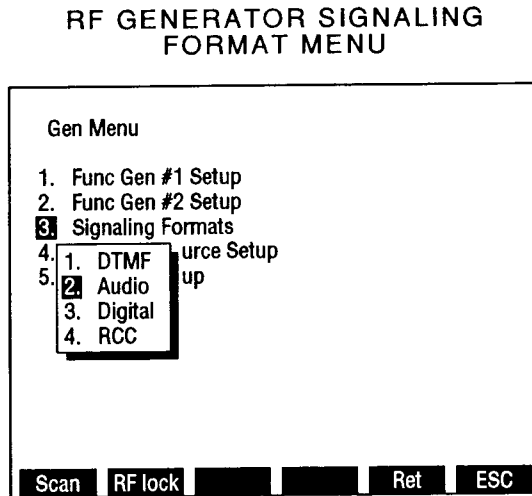 RF GENERATOR SIGNALING
FORMAT MENU
Gen Menu
1. Func Gen #1 Setup
2. Func Gen #2 Setup
3. Signaling Formats
4. urce Setup
5. up
1. DTMF
2. Audio
3. Digital
4. RCC
Scan RF lock Ret ESC